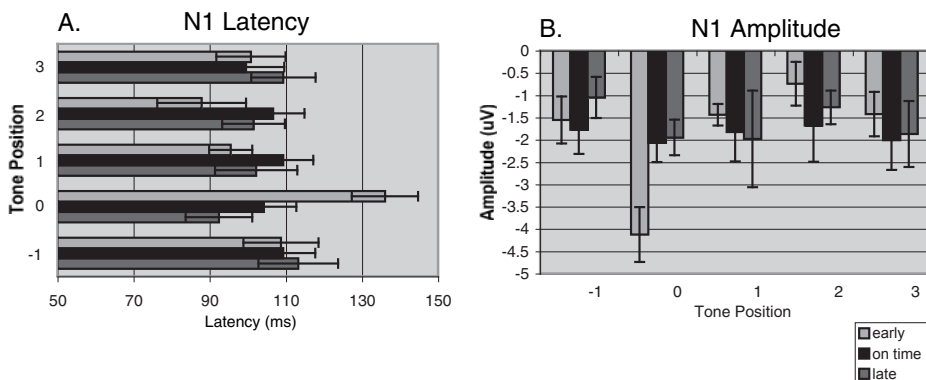 A.
N1 Latency
Tone Position
3
2
1
0
-1
50 70 90 110 130 150
Latency (ms)
B.
N1 Amplitude
Amplitude (uV)
0
-0.5
-1
-1.5
-2
-2.5
-3
-3.5
-4
-4.5
-5
-1 0 1 2 3
Tone Position
early
on time
late